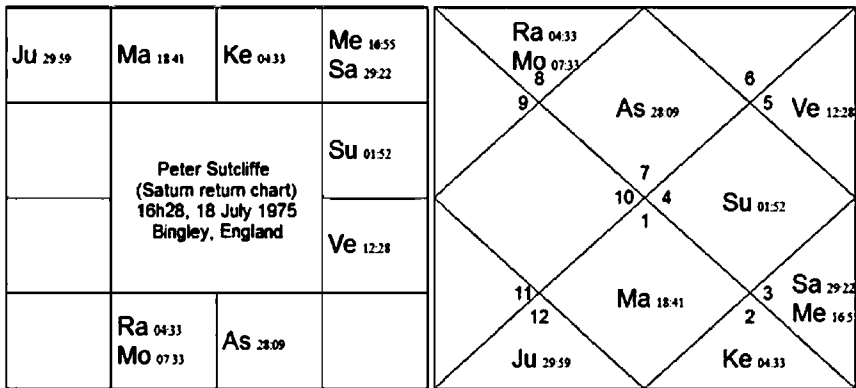 Ju 29:59
Ma 18:41
Ke 04:33
Me 16:55
Sa 29:22
Su 01:52
Peter Sutcliffe
(Saturn return chart)
16h28, 18 July 1975
Bingley, England
Ve 12:28
Ra 04:33
Mo 07:33
As 28:09
Ra 04:33
Mo 07:33
8
6
9
5
As 28:09
Ve 12:28
7
10
4
1
Su 01:52
11
3
12
2
Ma 18:41
Sa 29:22
Me 16:5
Ju 29:59
Ke 04:33